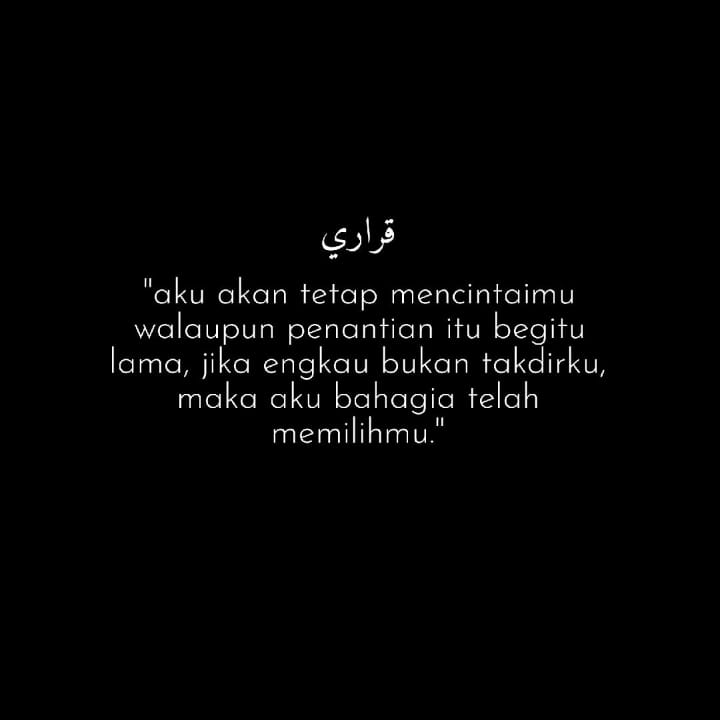 قراري
"aku akan tetap mencintaimu
walaupun penantian itu begitu
lama, jika engkau bukan takdirku,
maka aku bahagia telah
memilihmu."